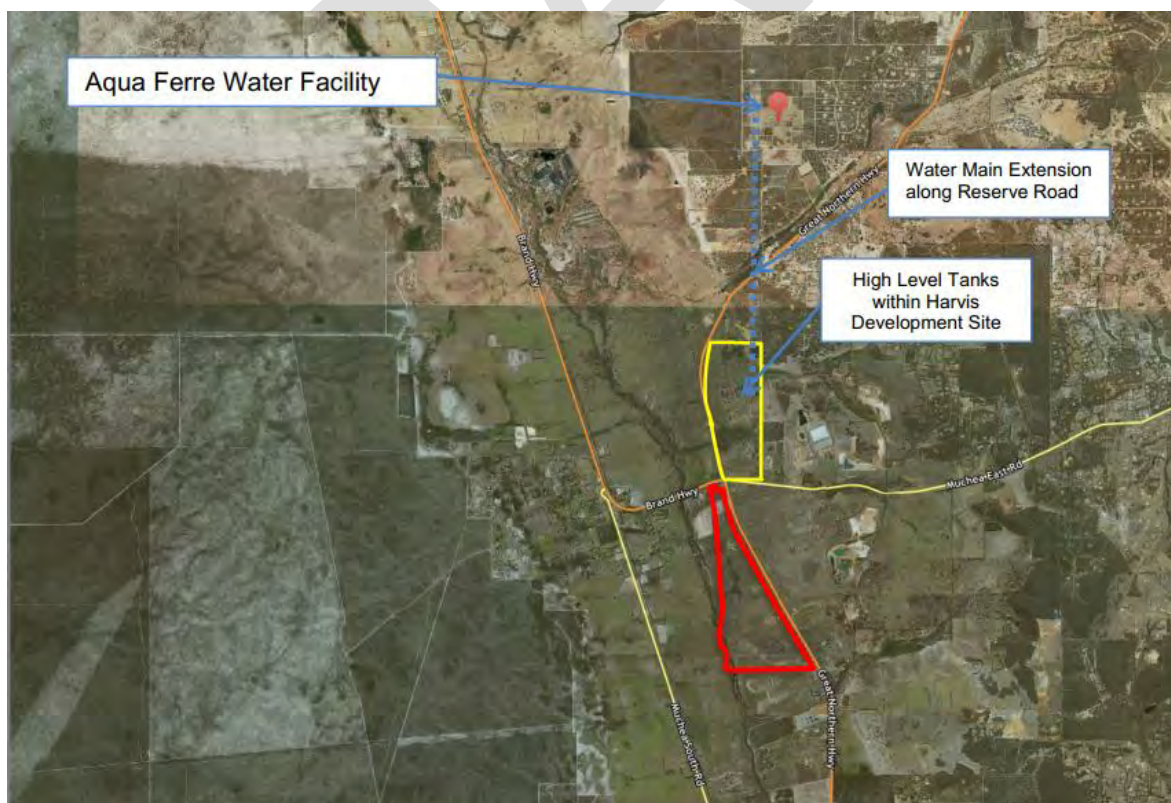 Aqua Ferre Water Facility
Water Main Extension
along Reserve Road
High Level Tanks
within Harvis
Development Site
Great Northern Hwy
Brand Hwy
Brand Hwy
Muchea East Rd
Great Northern Hwy
Muchea South Rd